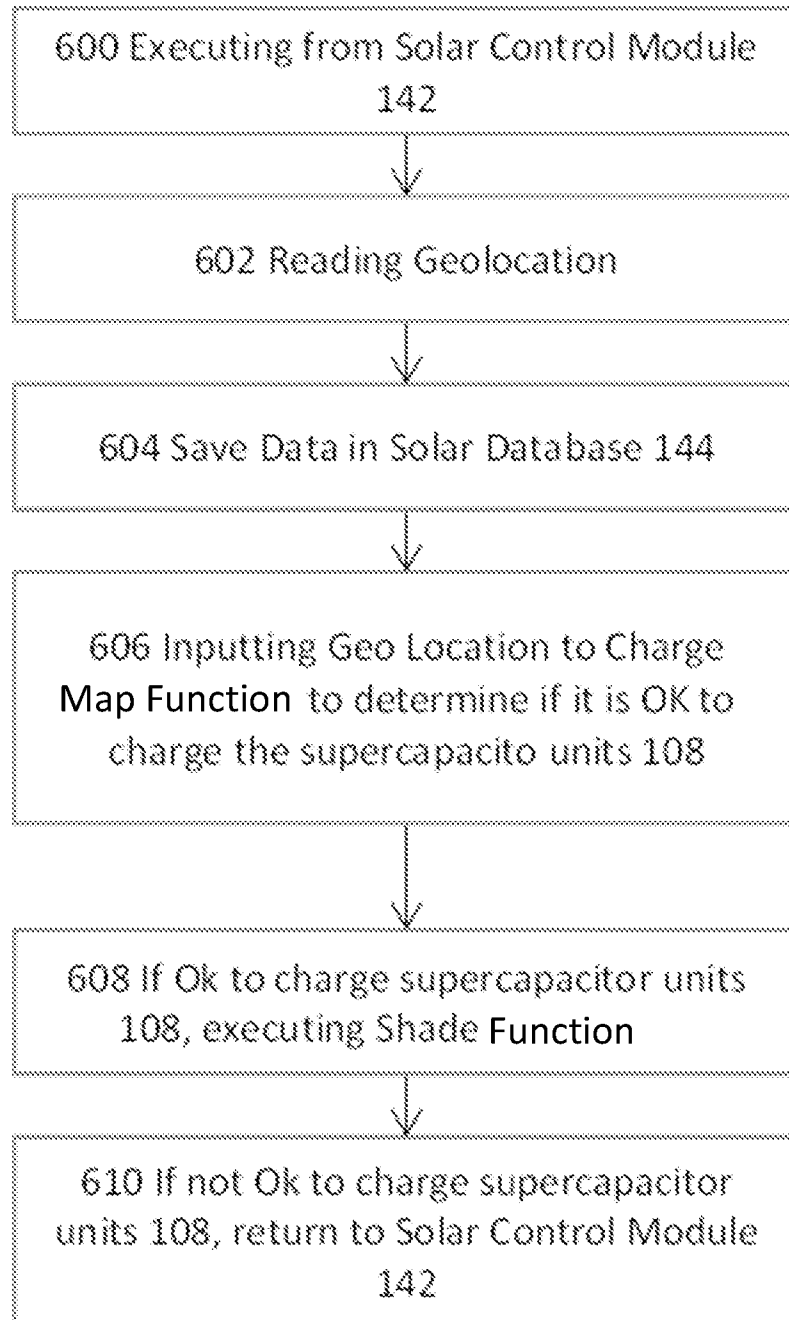 600 Executing from Solar Control Module
142
602 Reading Geolocation
604 Save Data in Solar Database 144
606 Inputting Geo Location to Charge
Map Function to determine if it is OK to
charge the supercapacito units 108
608 If Ok to charge supercapacitor units
108, executing Shade Function
610 If not Ok to charge supercapacitor
units 108, return to Solar Control Module
142